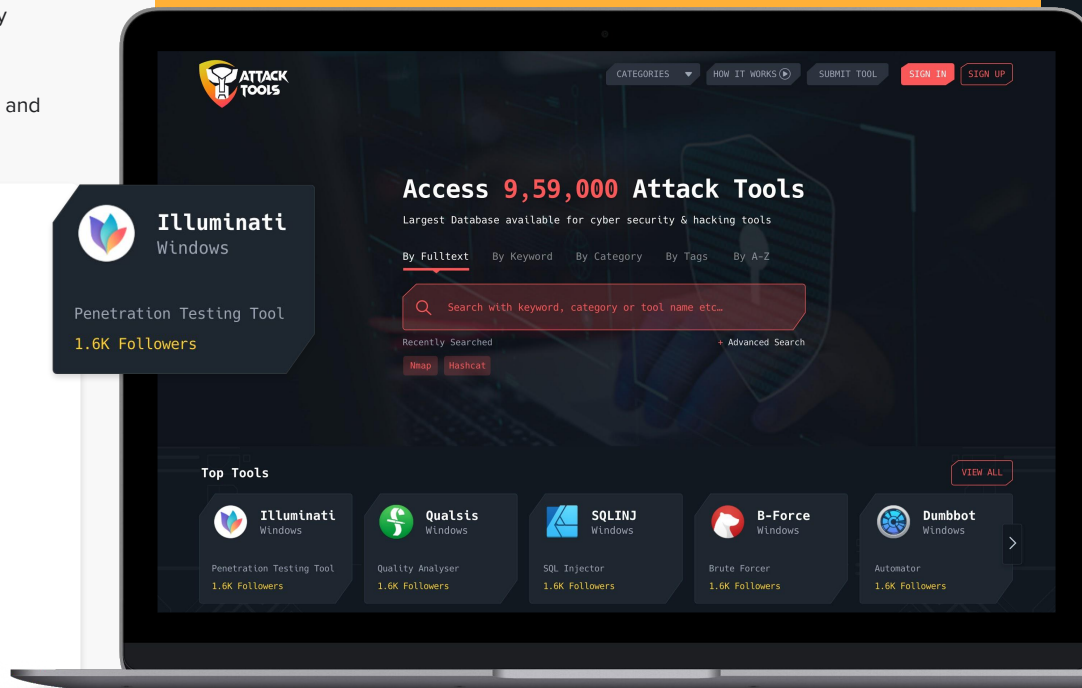 y
and
ATTACK
TOOLS
CATEGORIES
HOW IT WORKS
SUBMIT TOOL
SIGN IN
SIGN UP
Access 9,59,000 Attack Tools
Largest Database available for cyber security & hacking tools
By Fulltext By Keyword By Category By Tags By A-Z
Search with keyword, category or tool name etc…
Recently Searched
+ Advanced Search
Nmap Hashcat
Illuminati
Windows
Penetration Testing Tool
1.6K Followers
Top Tools
VIEW ALL
Illuminati
Windows
Penetration Testing Tool
1.6K Followers
Qualsis
Windows
Quality Analyser
1.6K Followers
SQLINJ
Windows
SQL Injector
1.6K Followers
B-Force
Windows
Brute Forcer
1.6K Followers
Dumbbot
Windows
Automator
1.6K Followers